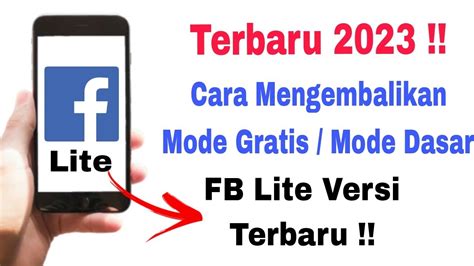 Terbaru 2023 !!
Cara Mengembalikan
Mode Gratis / Mode Dasar
f
Lite
FB Lite Versi
Terbaru !!